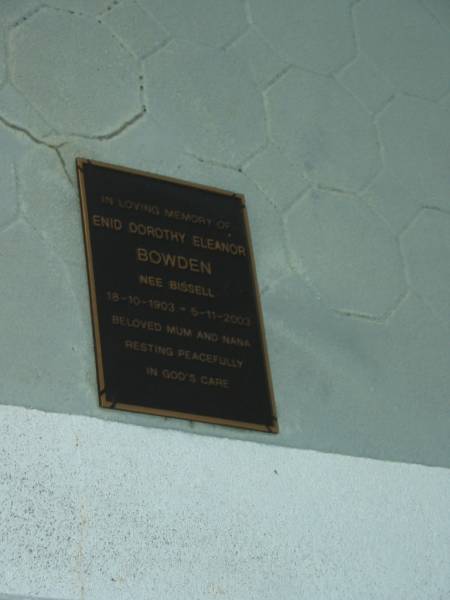 IN LOVING MEMORY OF
ENID DOROTHY ELEANOR
BOWDEN
NEE BISSELL
18-10-1903 - 5-11-2003
BELOVED MUM AND NANA
RESTING PEACEFULLY
IN GOD'S CARE